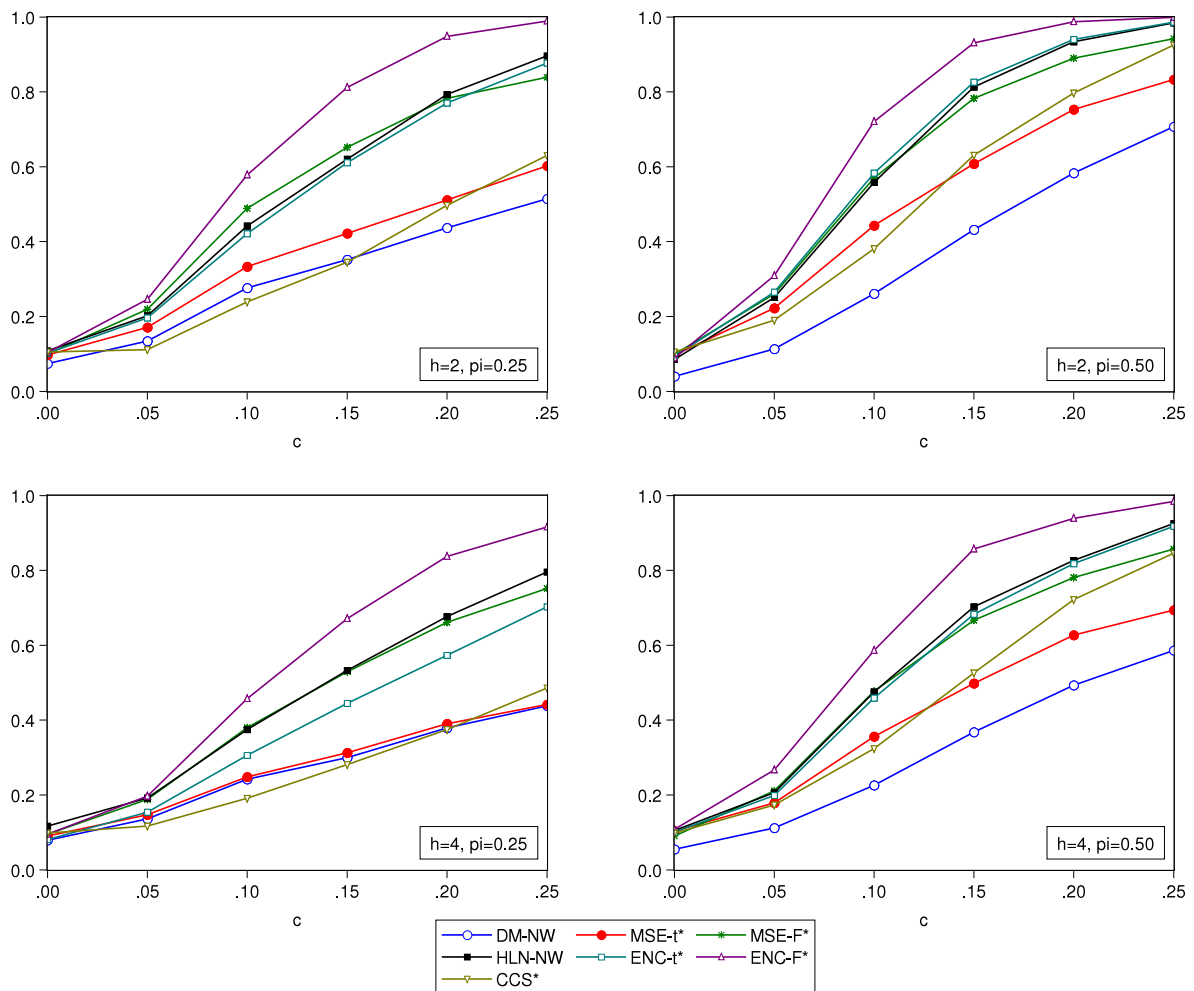 1.0
0.8
0.6
0.4
0.2
0.0
.00 .05 .10 .15 .20 .25
c
h=2, pi=0.25
1.0
0.8
0.6
0.4
0.2
0.0
.00 .05 .10 .15 .20 .25
c
h=2, pi=0.50
1.0
0.8
0.6
0.4
0.2
0.0
.00 .05 .10 .15 .20 .25
c
h=4, pi=0.25
1.0
0.8
0.6
0.4
0.2
0.0
.00 .05 .10 .15 .20 .25
c
h=4, pi=0.50
DM-NW MSE-t* MSE-F*
HLN-NW ENC-t* ENC-F*
CCS*